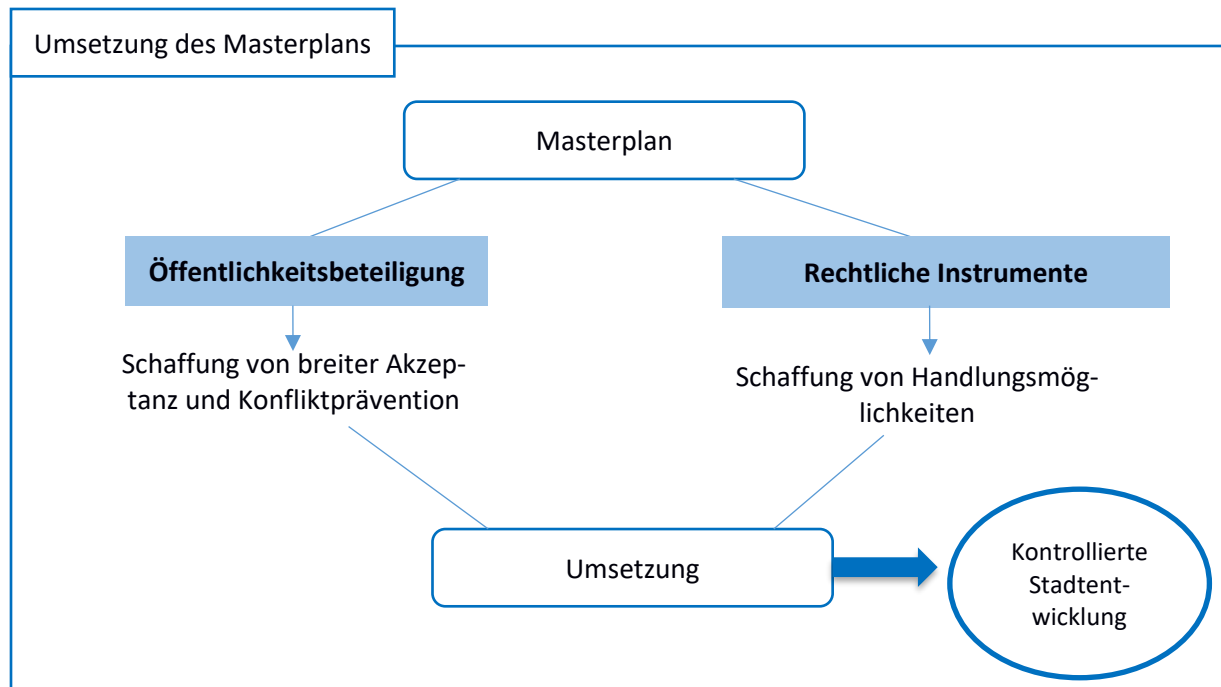 Umsetzung des Masterplans
Masterplan
Öffentlichkeitsbeteiligung
Rechtliche Instrumente
Schaffung von breiter Akzep-
tanz und Konfliktprävention
Schaffung von Handlungsmög-
lichkeiten
Umsetzung
Kontrollierte
Stadtent-
wicklung